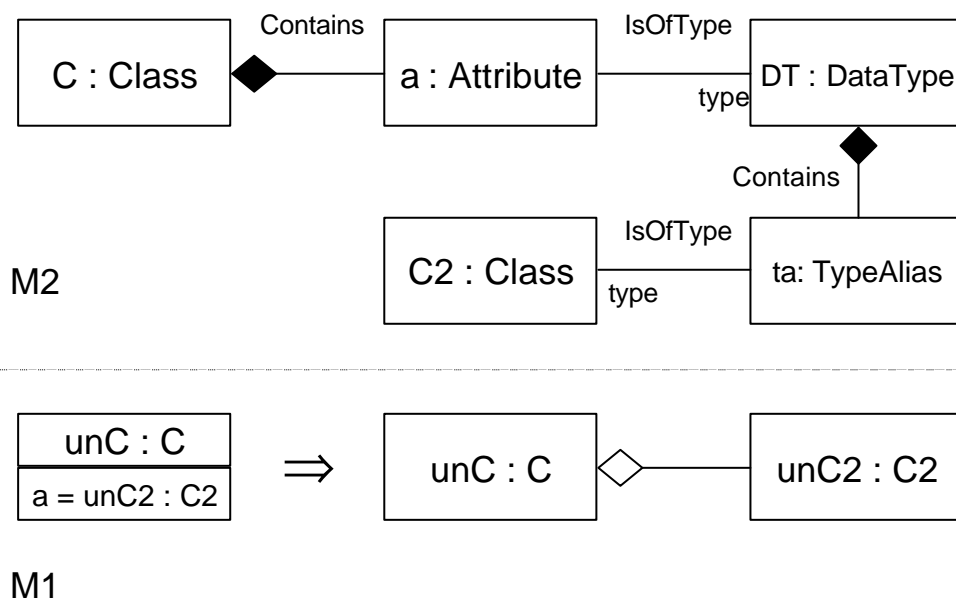 Contains
IsOfType
C : Class
a : Attribute
DT : DataType
type
Contains
IsOfType
C2 : Class
ta: TypeAlias
type
M2
unC : C
a = unC2 : C2
⇒
unC : C
unC2 : C2
M1